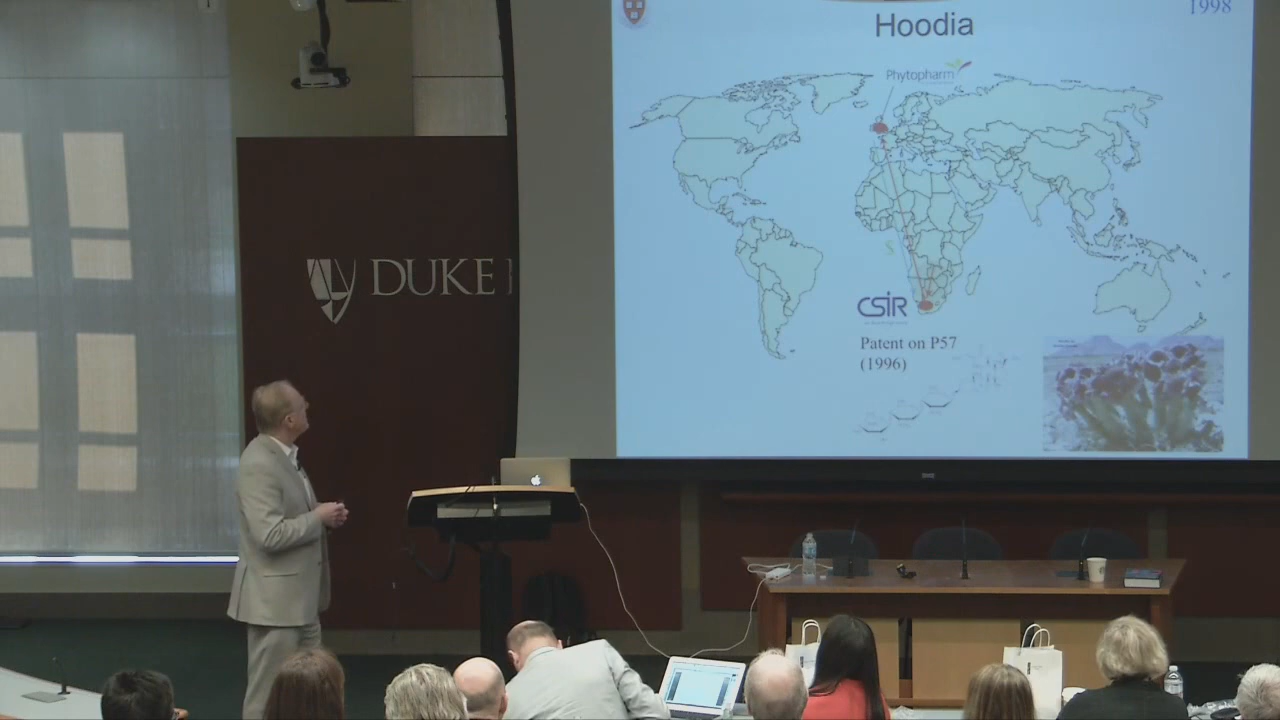 1998
Hoodia
Phytopharm
DUKE
CSIR
Patent on P57
(1996)